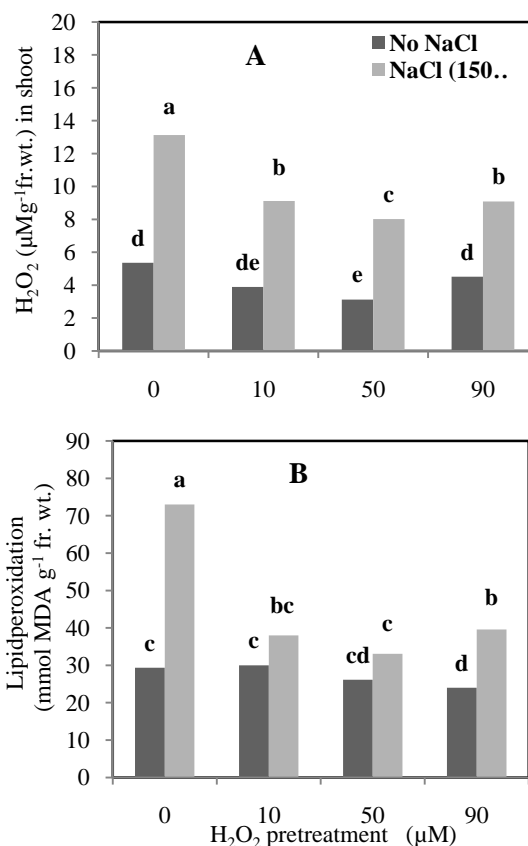 H₂O₂ (µMg⁻¹fr.wt.) in shoot
20
18
16
14
12
10
8
6
4
2
0
A
No NaCl
NaCl (150..
a
b
c
b
d
de
e
d
0 10 50 90
Lipidperoxidation
(mmol MDA g⁻¹ fr. wt.)
90
80
70
60
50
40
30
20
10
0
B
a
b
bc
c
c
c
cd
d
0 10 50 90
H₂O₂ pretreatment (µM)